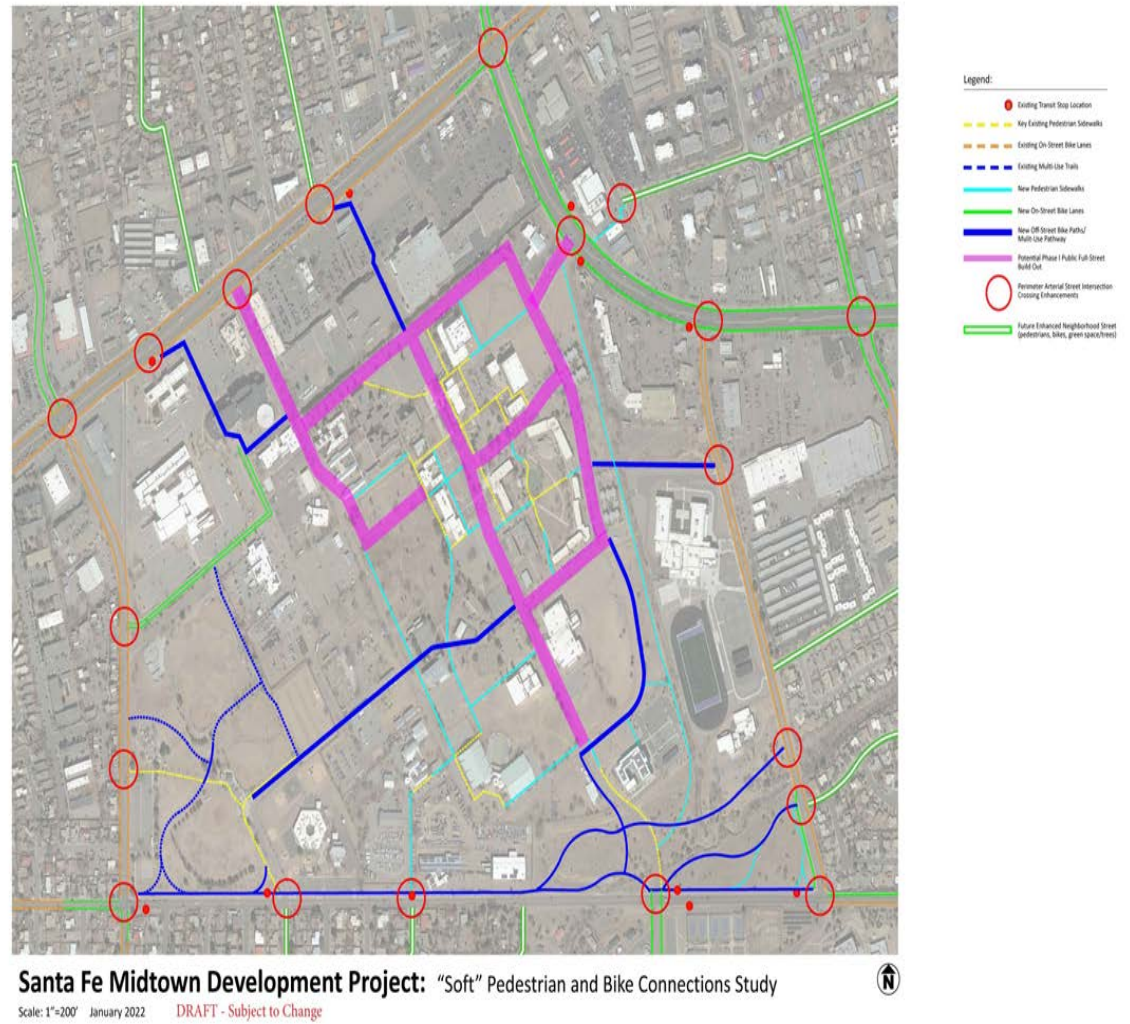 Legend:
Existing Transit Stop Location
Key Existing Pedestrian Sidewalks
Existing On-Street Bike Lanes
Existing Multi-Use Trails
New Pedestrian Sidewalks
New On-Street Bike Lanes
New Off-Street Bike Paths/
Multi-Use Pathway
Potential Phase I Public Full-Street
Build Out
Perimeter Arterial Street Intersection
Crossing Enhancements
Future Enhanced Neighborhood Street
(pedestrians, bikes, green space/trees)
Santa Fe Midtown Development Project: "Soft" Pedestrian and Bike Connections Study
N
Scale: 1"=200' January 2022 DRAFT - Subject to Change